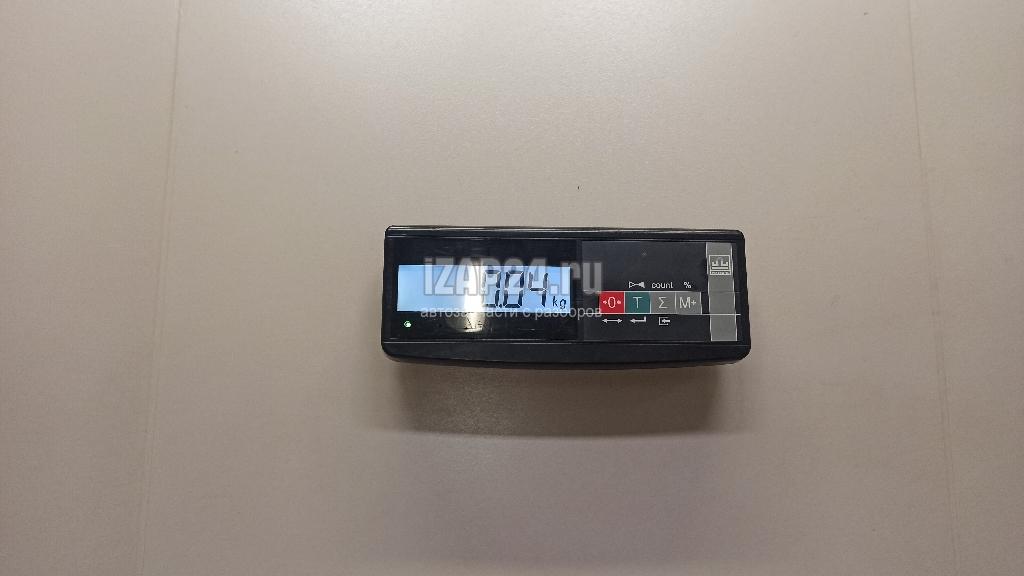 iZAP24.ru
0.04 kg
автозапчасти с разборов
count %
→0← T Σ M+